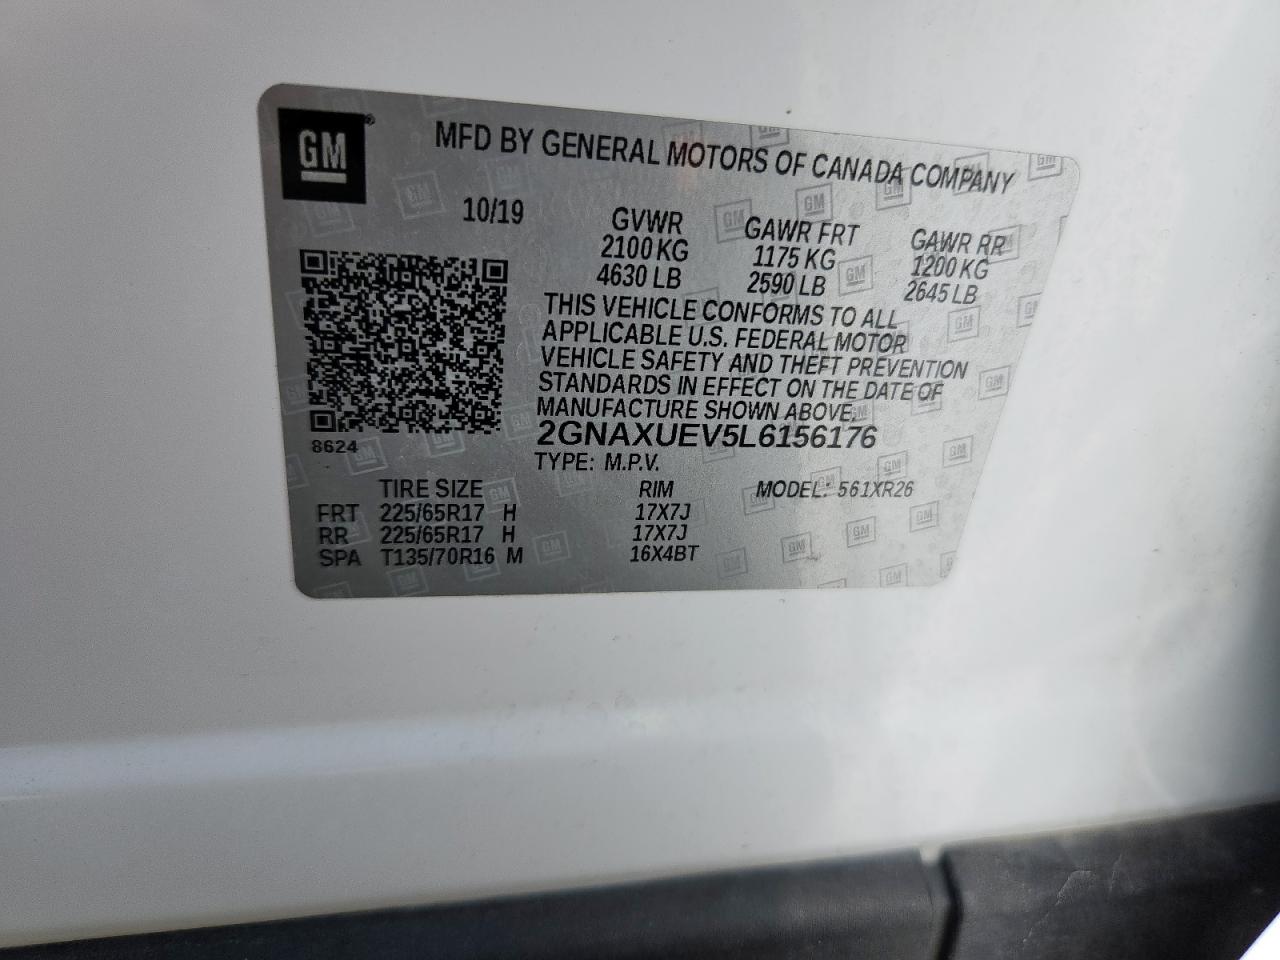 GM
MFD BY GENERAL MOTORS OF CANADA COMPANY
10/19
GVWR GAWR FRT GAWR RR
2100 KG 1175 KG 1200 KG
4630 LB 2590 LB 2645 LB
THIS VEHICLE CONFORMS TO ALL
APPLICABLE U.S. FEDERAL MOTOR
VEHICLE SAFETY AND THEFT PREVENTION
STANDARDS IN EFFECT ON THE DATE OF
MANUFACTURE SHOWN ABOVE.
2GNAXUEV5L6156176
8624
TYPE: M.P.V.
TIRE SIZE RIM MODEL: 561XR26
FRT 225/65R17 H 17X7J
RR 225/65R17 H 17X7J
SPA T135/70R16 M 16X4BT